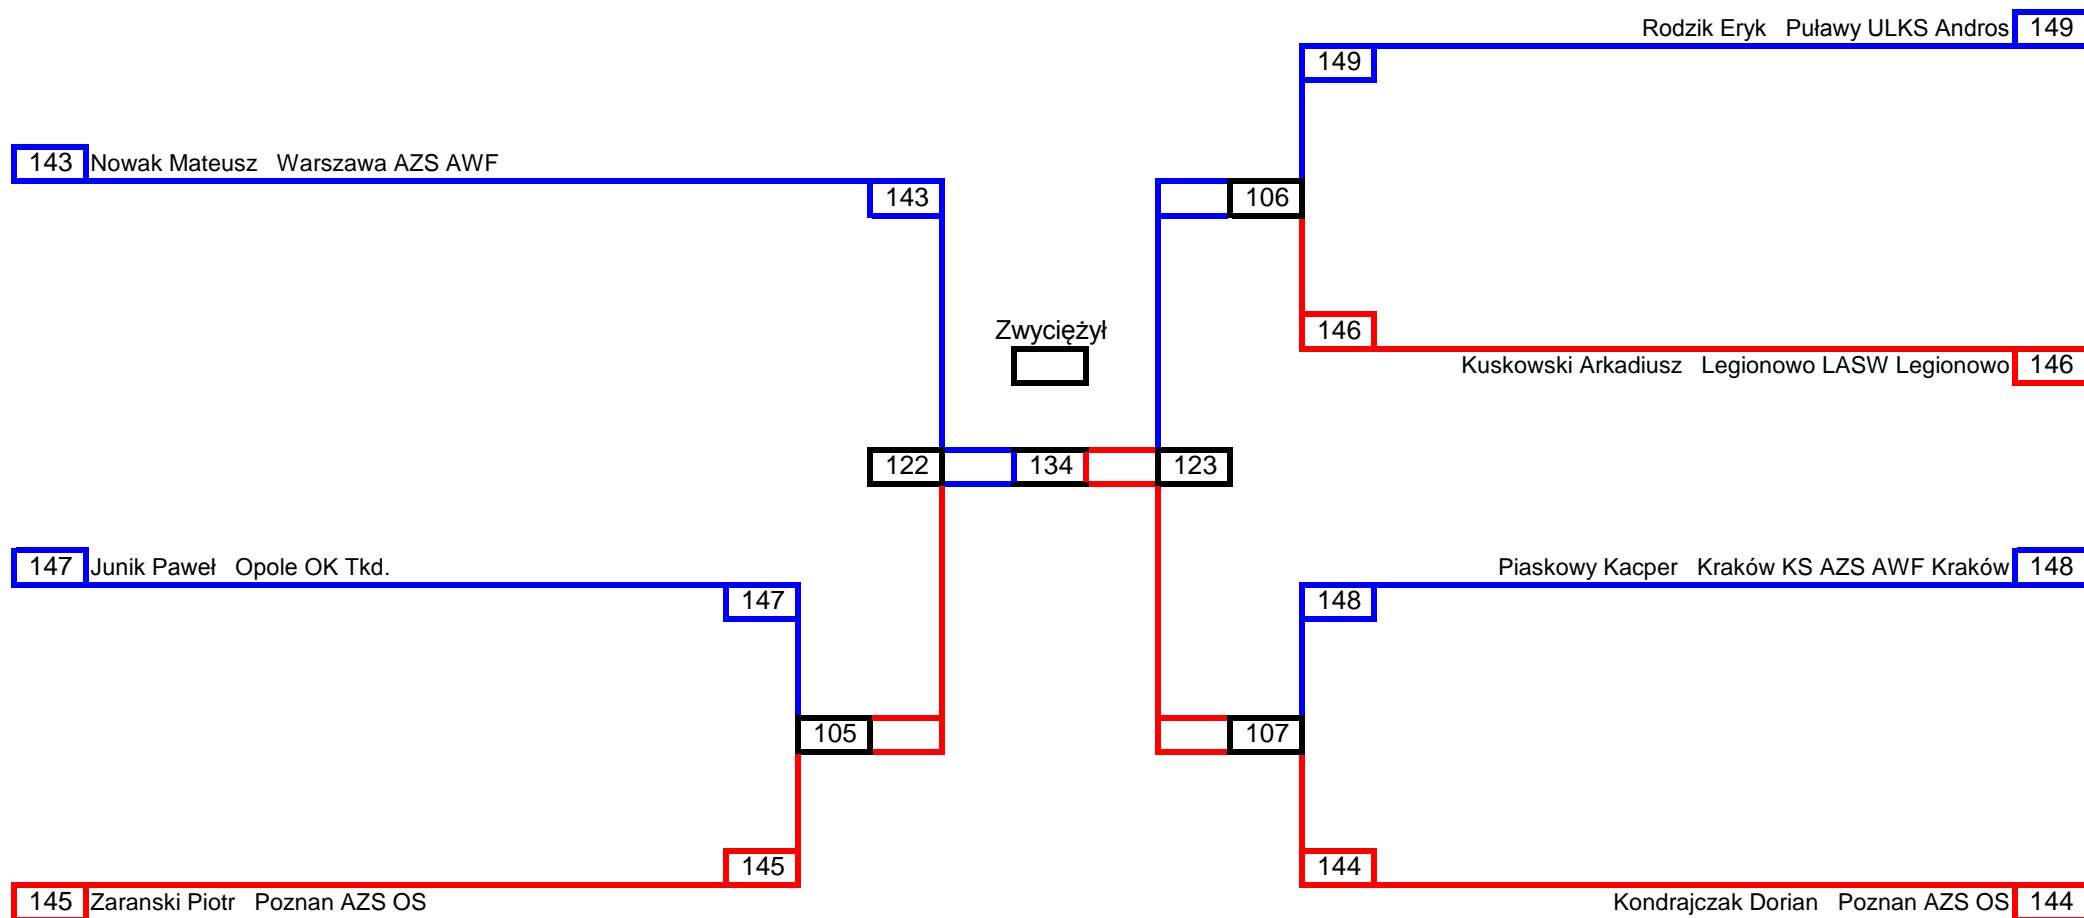 Rodzik Eryk Puławy ULKS Andros 149
149
143 Nowak Mateusz Warszawa AZS AWF
143
106
Zwyciężył
146
Kuskowski Arkadiusz Legionowo LASW Legionowo 146
122 134 123
147 Junik Paweł Opole OK Tkd.
Piaskowy Kacper Kraków KS AZS AWF Kraków 148
147
148
105
107
145
144
145 Zaranski Piotr Poznan AZS OS
Kondrajczak Dorian Poznan AZS OS 144